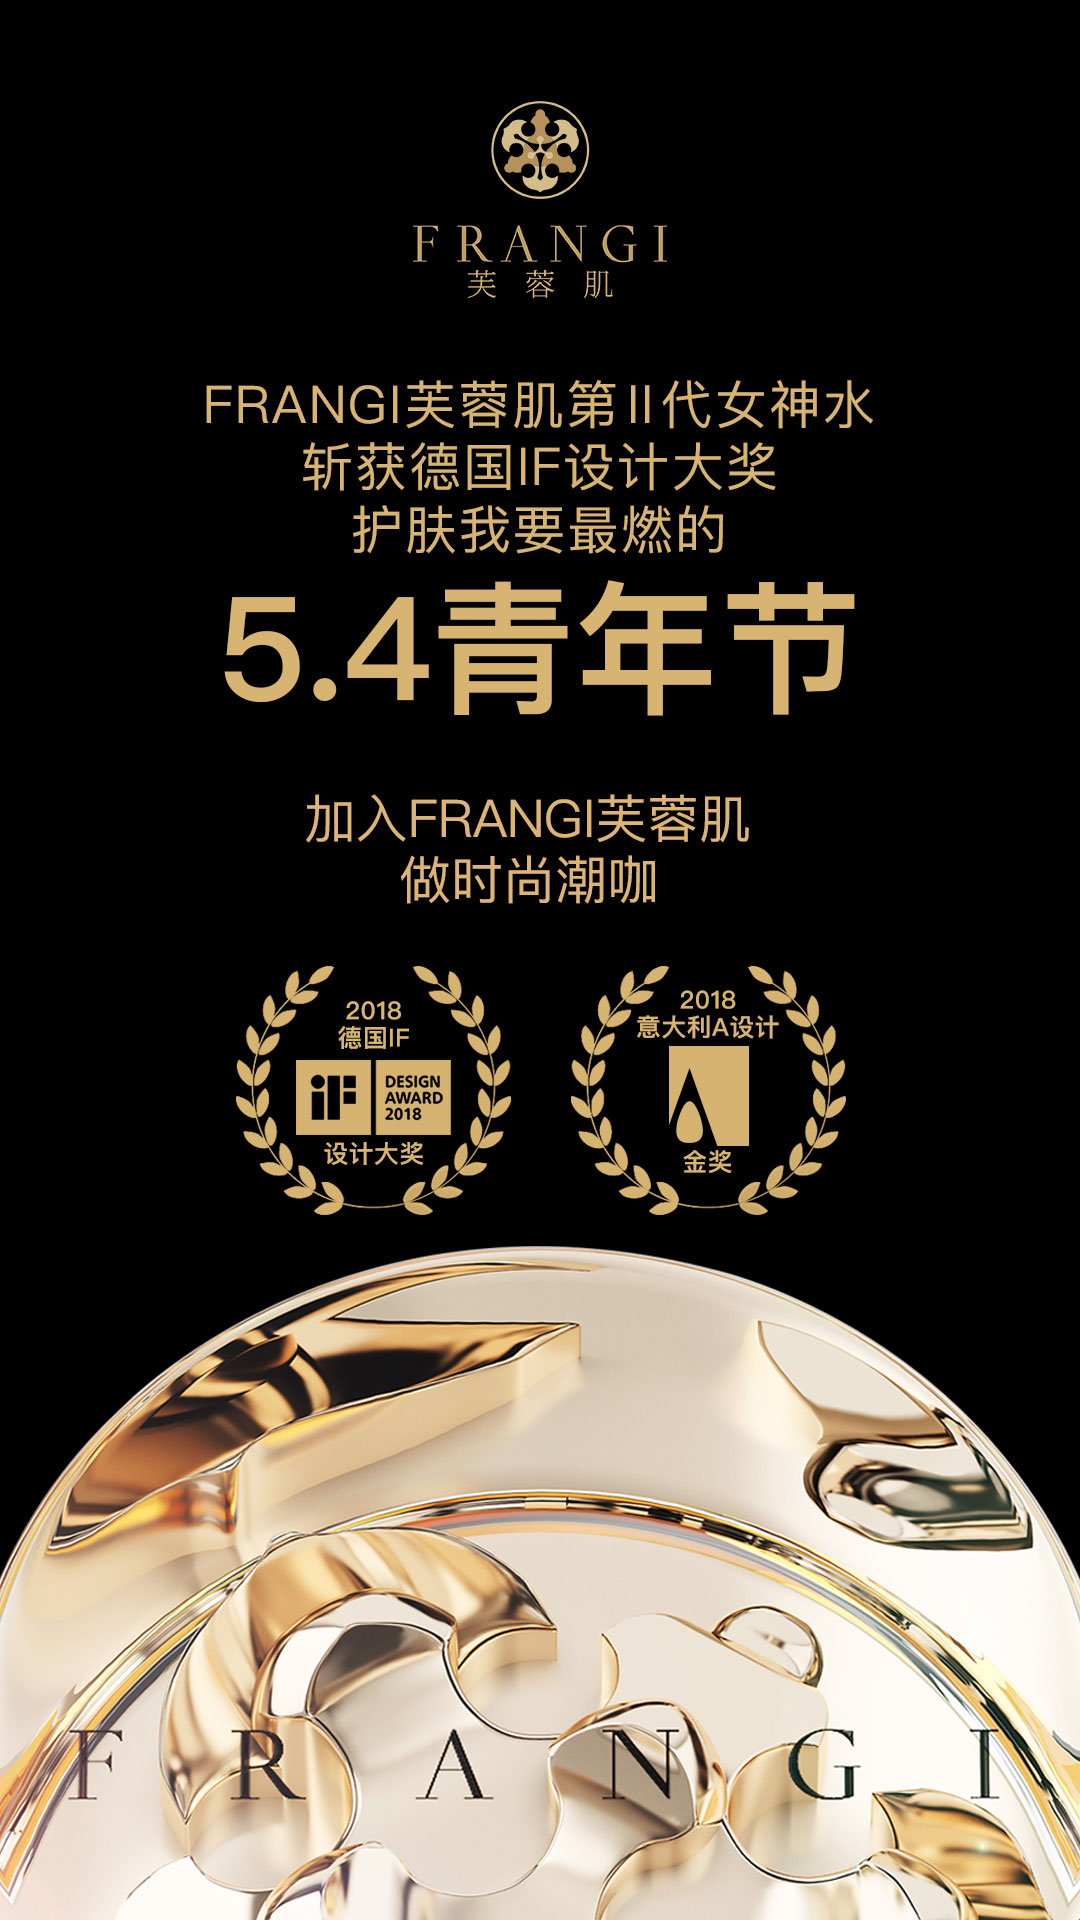 FRANGI
芙蓉肌
FRANGI芙蓉肌第II代女神水
斩获德国IF设计大奖
护肤我要最燃的
5.4青年节
加入FRANGI芙蓉肌
做时尚潮咖
2018
德国IF
iF
DESIGN
AWARD
2018
设计大奖
2018
意大利A设计
金奖
FRANGI